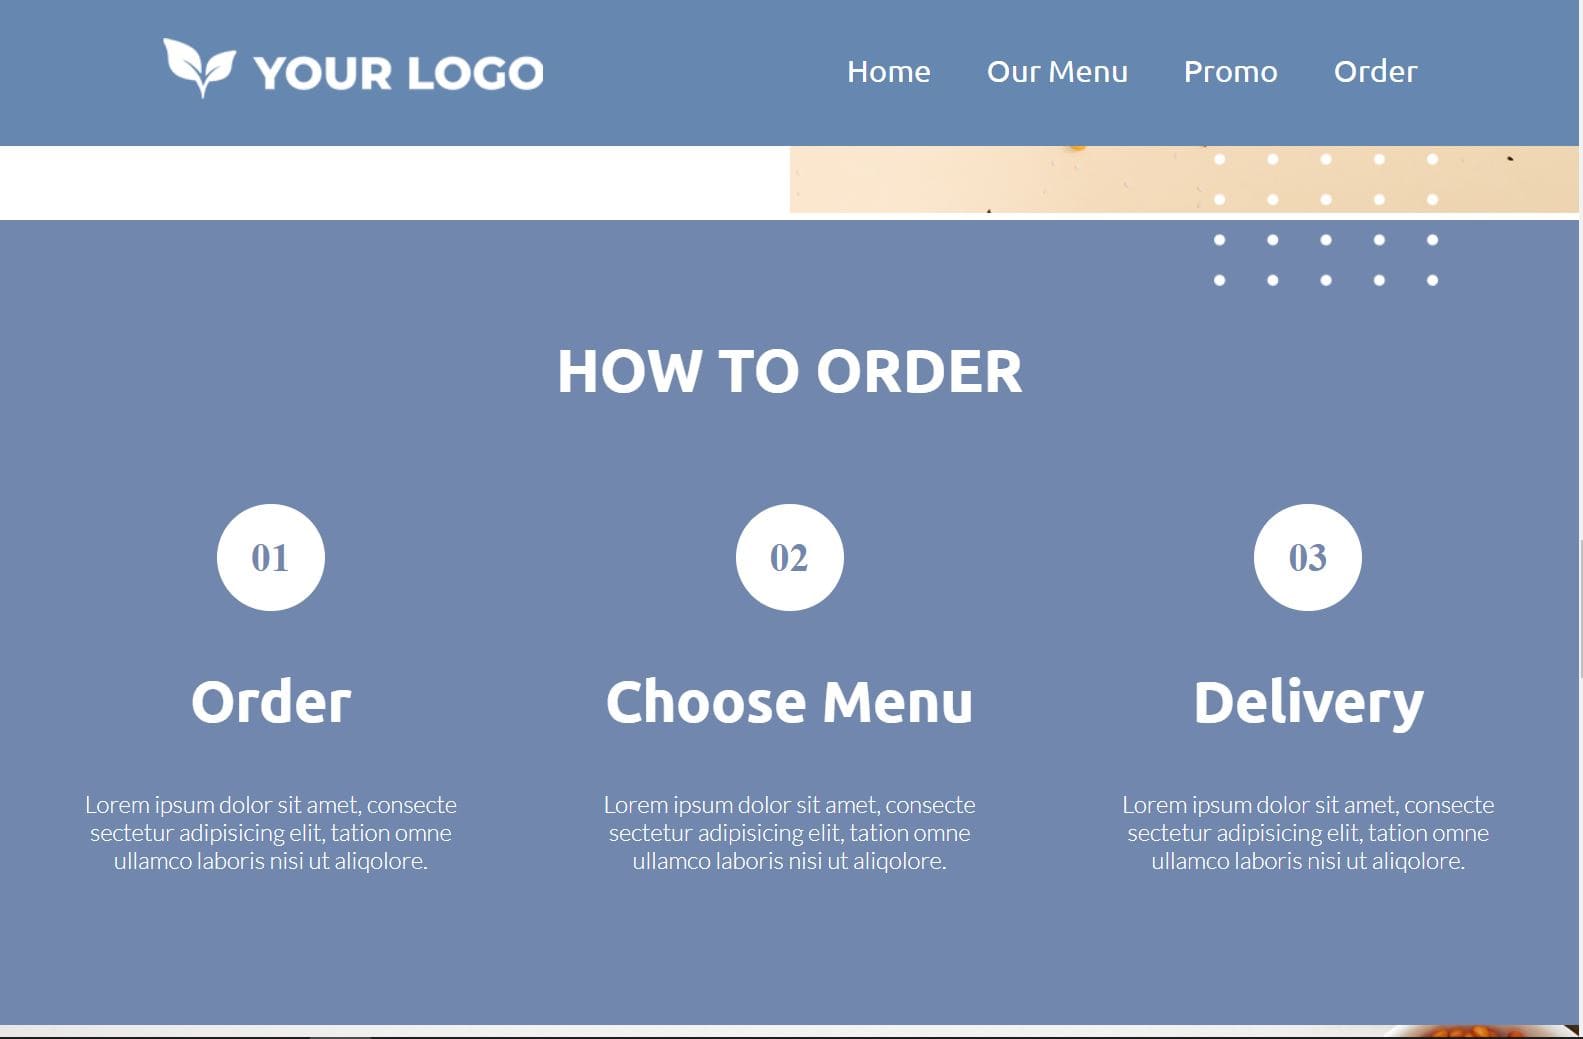 YOUR LOGO
Home Our Menu Promo Order
HOW TO ORDER
01
Order
Lorem ipsum dolor sit amet, consecte
sectetur adipisicing elit, tation omne
ullamco laboris nisi ut aliqolore.
02
Choose Menu
Lorem ipsum dolor sit amet, consecte
sectetur adipisicing elit, tation omne
ullamco laboris nisi ut aliqolore.
03
Delivery
Lorem ipsum dolor sit amet, consecte
sectetur adipisicing elit, tation omne
ullamco laboris nisi ut aliqolore.